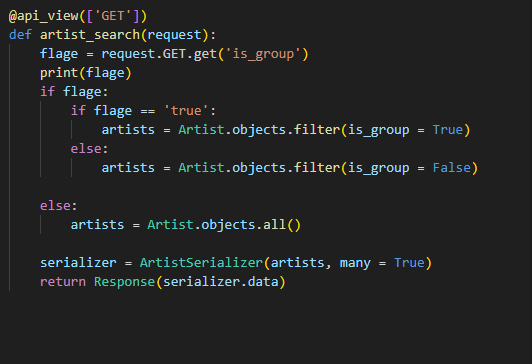 @api_view(['GET'])
def artist_search(request):
    flage = request.GET.get('is_group')
    print(flage)
    if flage:
        if flage == 'true':
            artists = Artist.objects.filter(is_group = True)
        else:
            artists = Artist.objects.filter(is_group = False)
    else:
        artists = Artist.objects.all()
    serializer = ArtistSerializer(artists, many = True)
    return Response(serializer.data)